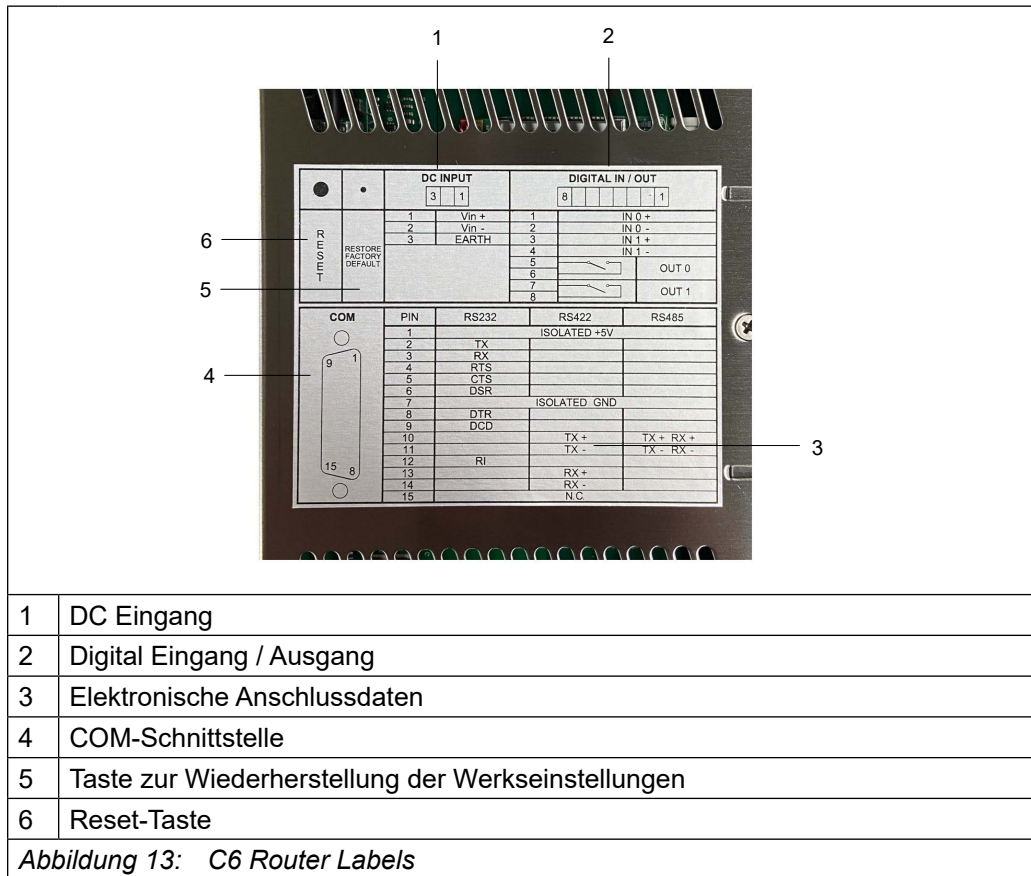 1 2
DC INPUT DIGITAL IN / OUT
3 1 8 1
1 Vin + 1 IN 0 +
2 Vin - 2 IN 0 -
3 EARTH 3 IN 1 +
4 IN 1 -
5
6 OUT 0
7
8 OUT 1
RESET
RESTORE
FACTORY
DEFAULT
6
5
COM PIN RS232 RS422 RS485
9 1
15 8
1 ISOLATED +5V
2 TX
3 RX
4 RTS
5 CTS
6 DSR
7 ISOLATED GND
8 DTR
9 DCD
10 TX + TX + RX +
11 TX - TX - RX -
12 RI
13 RX +
14 RX -
15 N.C.
4
3
1 DC Eingang
2 Digital Eingang / Ausgang
3 Elektronische Anschlussdaten
4 COM-Schnittstelle
5 Taste zur Wiederherstellung der Werkseinstellungen
6 Reset-Taste
Abbildung 13: C6 Router Labels